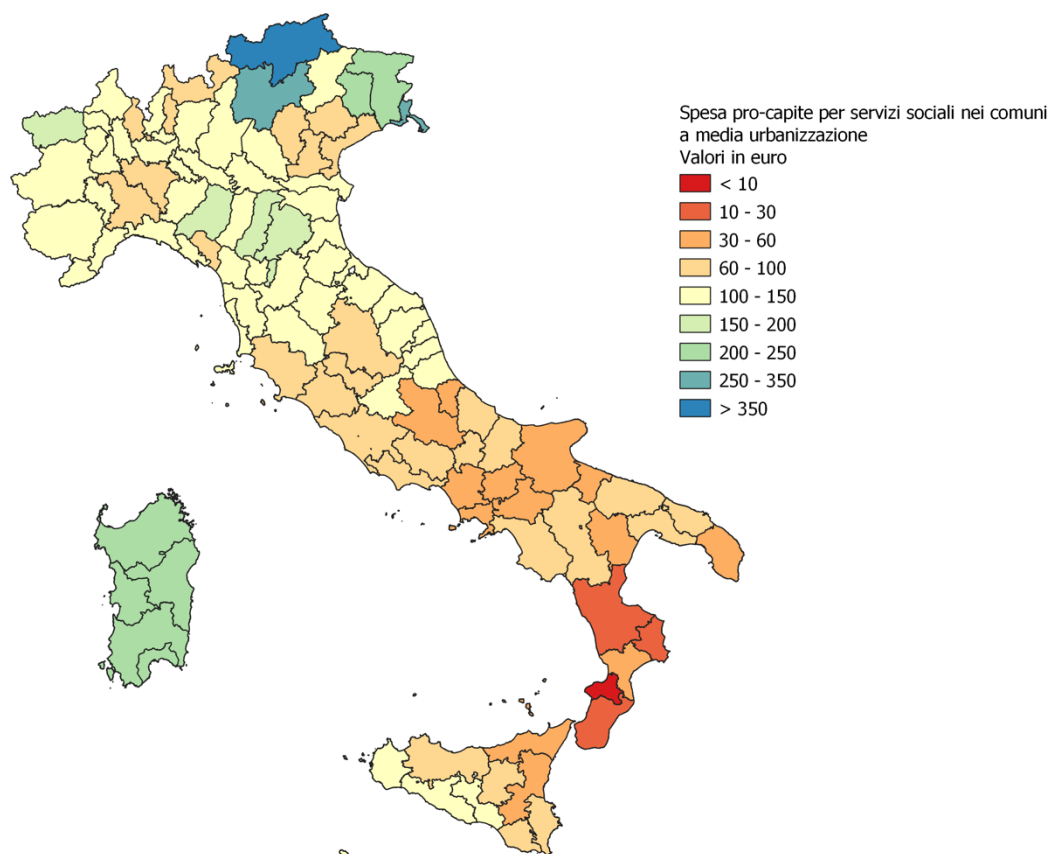 Spesa pro-capite per servizi sociali nei comuni
a media urbanizzazione
Valori in euro
< 10
10 - 30
30 - 60
60 - 100
100 - 150
150 - 200
200 - 250
250 - 350
> 350